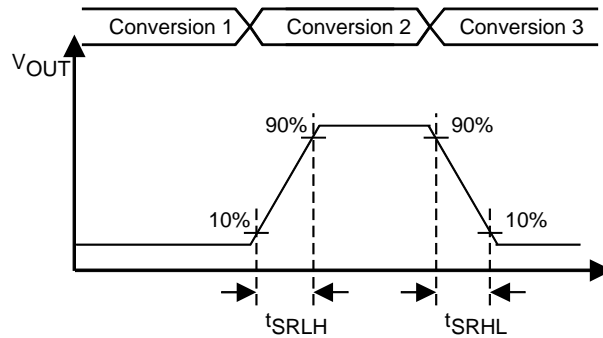 Conversion 1 Conversion 2 Conversion 3
VOUT
90% 90%
10% 10%
tSRLH tSRHL